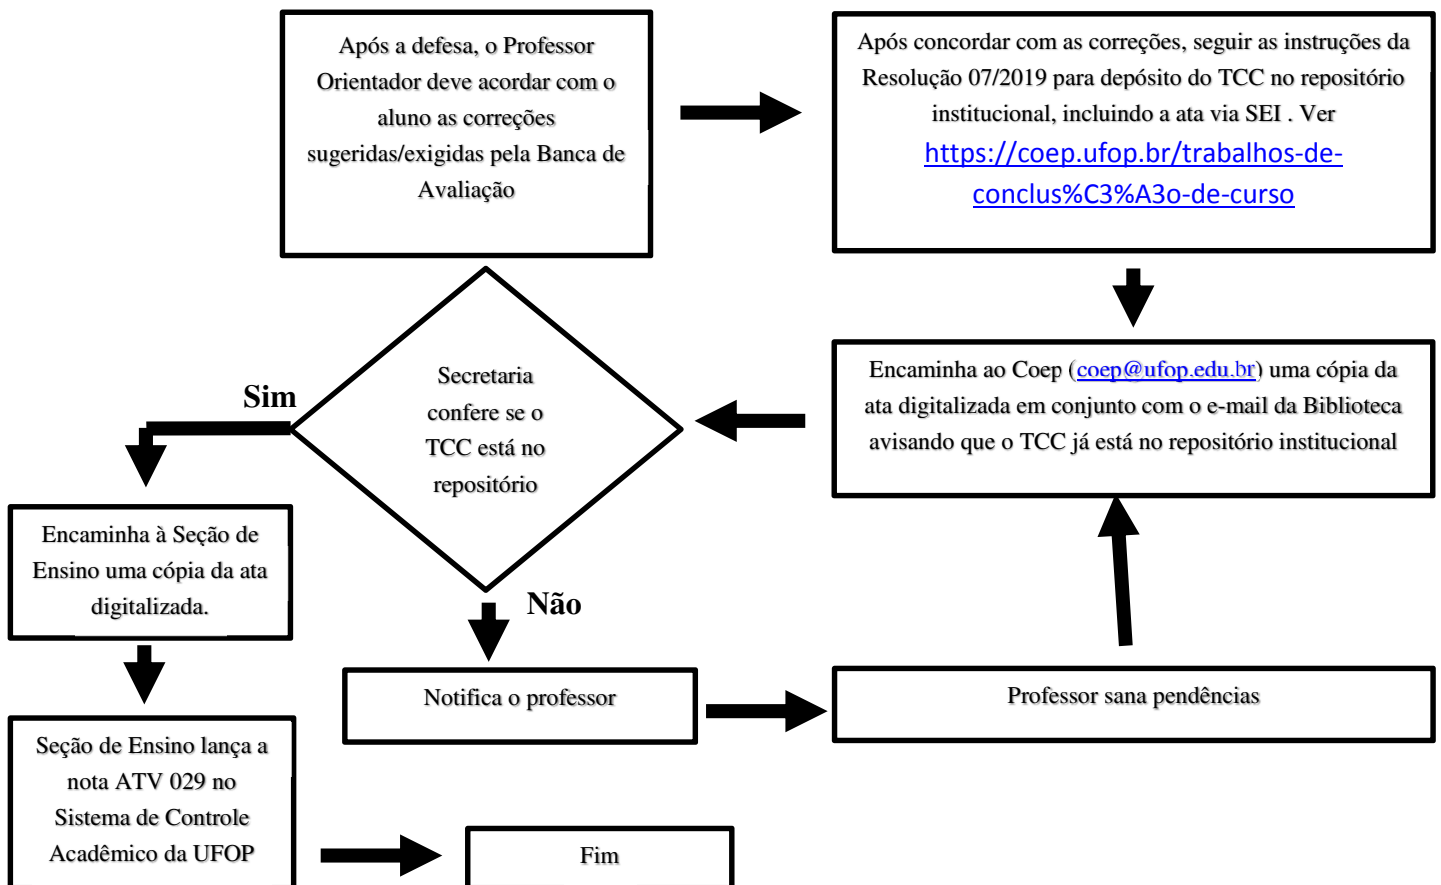 Após a defesa, o Professor
Orientador deve acordar com o
aluno as correções
sugeridas/exigidas pela Banca de
Avaliação
Após concordar com as correções, seguir as instruções da
Resolução 07/2019 para depósito do TCC no repositório
institucional, incluindo a ata via SEI . Ver
https://coep.ufop.br/trabalhos-de-
conclus%C3%A3o-de-curso
Encaminha ao Coep (coep@ufop.edu.br) uma cópia da
ata digitalizada em conjunto com o e-mail da Biblioteca
avisando que o TCC já está no repositório institucional
Secretaria
confere se o
TCC está no
repositório
Sim
Encaminha à Seção de
Ensino uma cópia da ata
digitalizada.
Não
Notifica o professor
Professor sana pendências
Seção de Ensino lança a
nota ATV 029 no
Sistema de Controle
Acadêmico da UFOP
Fim